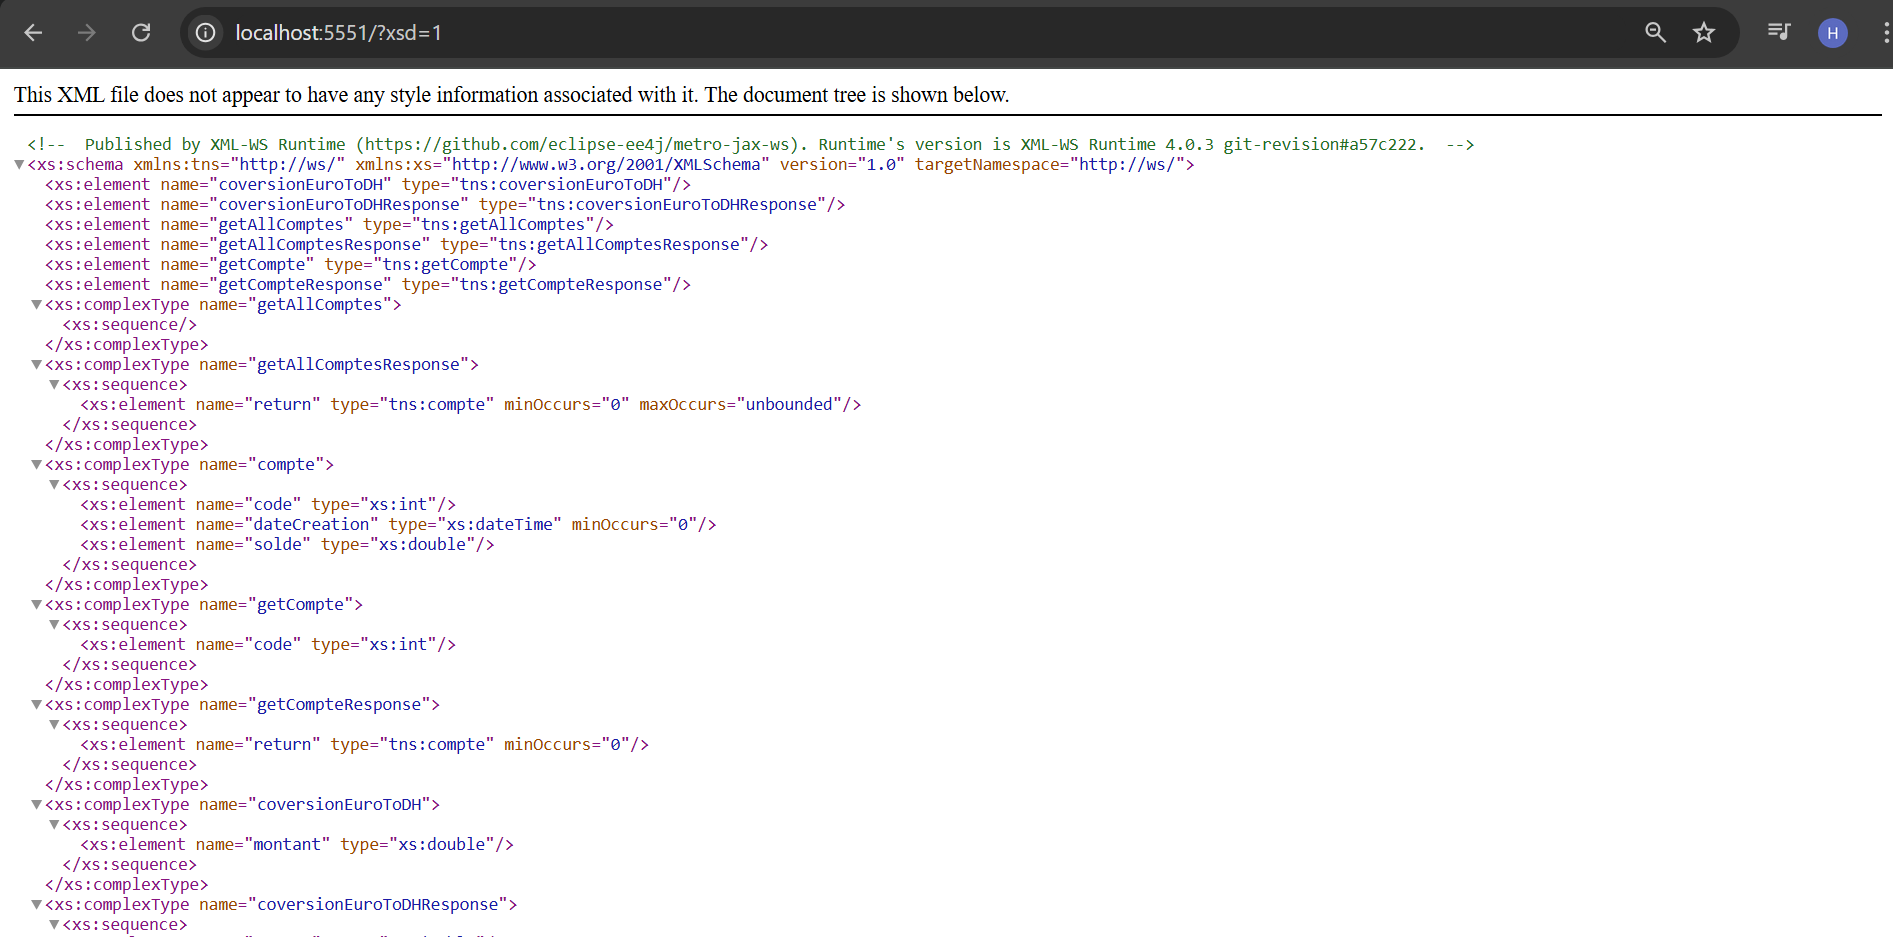 localhost:5551/?xsd=1
H
This XML file does not appear to have any style information associated with it. The document tree is shown below.
<!--  Published by XML-WS Runtime (https://github.com/eclipse-ee4j/metro-jax-ws). Runtime's version is XML-WS Runtime 4.0.3 git-revision#a57c222.  -->
<xs:schema xmlns:tns="http://ws/" xmlns:xs="http://www.w3.org/2001/XMLSchema" version="1.0" targetNamespace="http://ws/">
<xs:element name="coversionEuroToDH" type="tns:coversionEuroToDH"/>
<xs:element name="coversionEuroToDHResponse" type="tns:coversionEuroToDHResponse"/>
<xs:element name="getAllComptes" type="tns:getAllComptes"/>
<xs:element name="getAllComptesResponse" type="tns:getAllComptesResponse"/>
<xs:element name="getCompte" type="tns:getCompte"/>
<xs:element name="getCompteResponse" type="tns:getCompteResponse"/>
<xs:complexType name="getAllComptes">
<xs:sequence/>
</xs:complexType>
<xs:complexType name="getAllComptesResponse">
<xs:sequence>
<xs:element name="return" type="tns:compte" minOccurs="0" maxOccurs="unbounded"/>
</xs:sequence>
</xs:complexType>
<xs:complexType name="compte">
<xs:sequence>
<xs:element name="code" type="xs:int"/>
<xs:element name="dateCreation" type="xs:dateTime" minOccurs="0"/>
<xs:element name="solde" type="xs:double"/>
</xs:sequence>
</xs:complexType>
<xs:complexType name="getCompte">
<xs:sequence>
<xs:element name="code" type="xs:int"/>
</xs:sequence>
</xs:complexType>
<xs:complexType name="getCompteResponse">
<xs:sequence>
<xs:element name="return" type="tns:compte" minOccurs="0"/>
</xs:sequence>
</xs:complexType>
<xs:complexType name="coversionEuroToDH">
<xs:sequence>
<xs:element name="montant" type="xs:double"/>
</xs:sequence>
</xs:complexType>
<xs:complexType name="coversionEuroToDHResponse">
<xs:sequence>